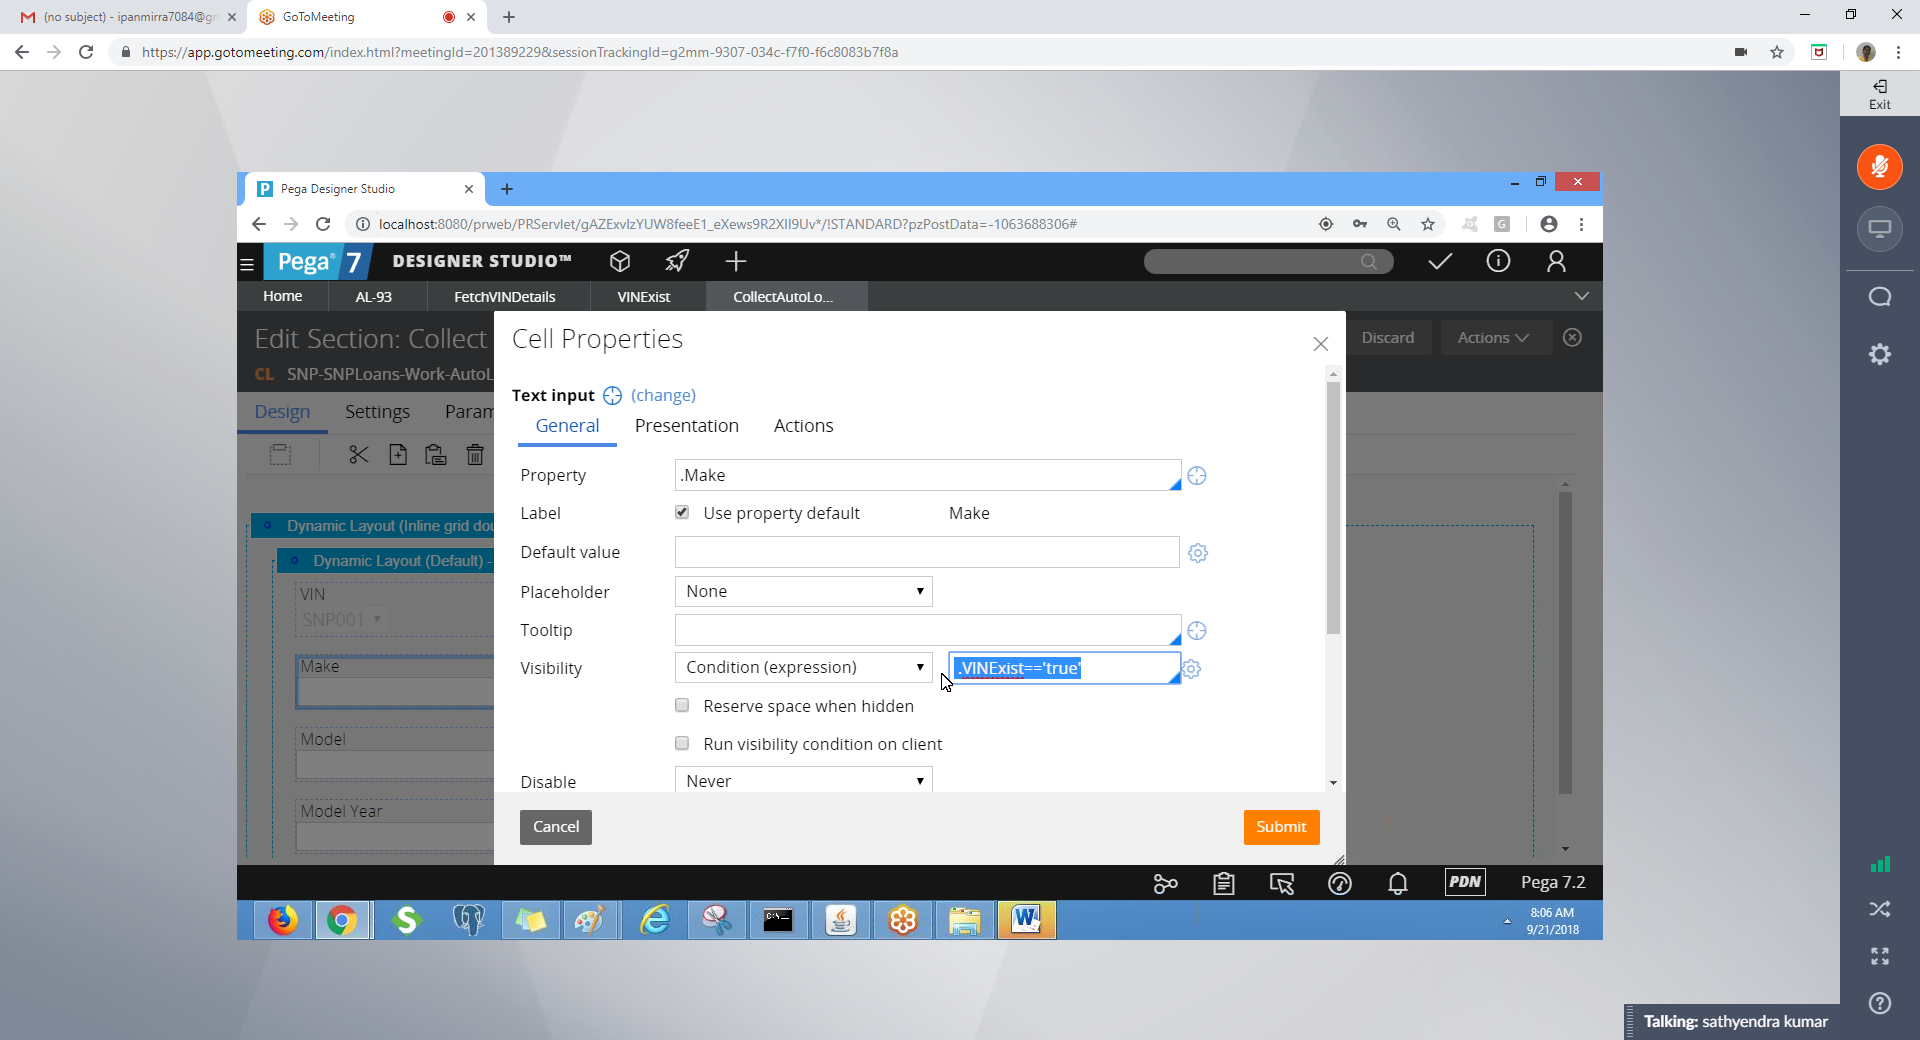 (no subject) - ipanmirra7084@gm
GoToMeeting
https://app.gotomeeting.com/index.html?meetingId=201389229&sessionTrackingId=g2mm-9307-034c-f7f0-f6c8083b7f8a
Exit
Pega Designer Studio
localhost:8080/prweb/PRServlet/gAZExvlzYUW8feeE1_eXews9R2XII9Uv*/!STANDARD?pzPostData=-1063688306#
Pega 7 DESIGNER STUDIO™
Home AL-93 FetchVINDetails VINExist CollectAutoLo...
Edit Section: Collect
Discard Actions
CL SNP-SNPLoans-Work-AutoL
Design Settings Param
Dynamic Layout (Inline grid dou
Dynamic Layout (Default) -
VIN
SNP001
Make
Model
Model Year
Cell Properties
Text input (change)
General Presentation Actions
Property .Make
Label Use property default Make
Default value
Placeholder None
Tooltip
Visibility Condition (expression) .VINExist=='true'
Reserve space when hidden
Run visibility condition on client
Disable Never
Cancel Submit
PDN Pega 7.2
C:\_
W
8:06 AM
9/21/2018
Talking: sathyendra kumar